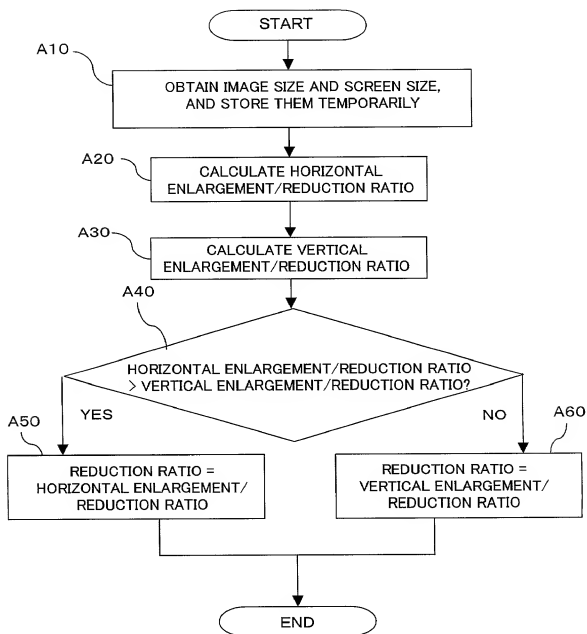 START
A10
OBTAIN IMAGE SIZE AND SCREEN SIZE,
AND STORE THEM TEMPORARILY
A20
CALCULATE HORIZONTAL
ENLARGEMENT/REDUCTION RATIO
A30
CALCULATE VERTICAL
ENLARGEMENT/REDUCTION RATIO
A40
HORIZONTAL ENLARGEMENT/REDUCTION RATIO
> VERTICAL ENLARGEMENT/REDUCTION RATIO?
YES
NO
A50
REDUCTION RATIO =
HORIZONTAL ENLARGEMENT/
REDUCTION RATIO
A60
REDUCTION RATIO =
VERTICAL ENLARGEMENT/
REDUCTION RATIO
END